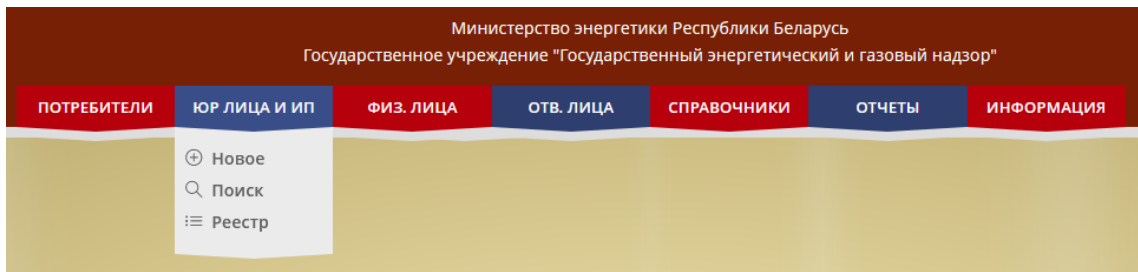 Министерство энергетики Республики Беларусь
Государственное учреждение "Государственный энергетический и газовый надзор"
ПОТРЕБИТЕЛИ ЮР ЛИЦА И ИП ФИЗ. ЛИЦА ОТВ. ЛИЦА СПРАВОЧНИКИ ОТЧЕТЫ ИНФОРМАЦИЯ
Новое
Поиск
Реестр